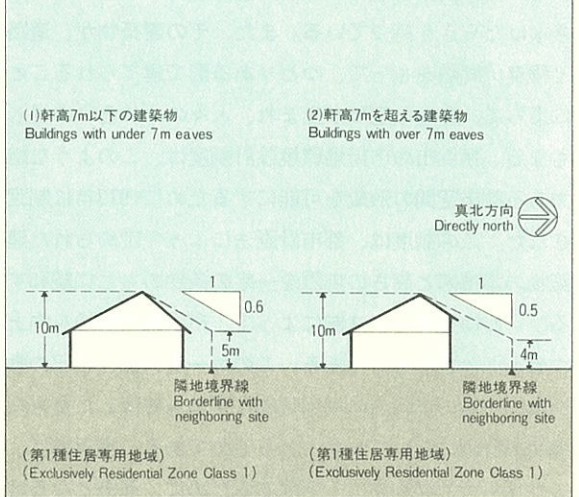 (1)軒高7m以下の建築物
Buildings with under 7m eaves
(2)軒高7mを超える建築物
Buildings with over 7m eaves
真北方向
Directly north
1
0.6
10m
5m
隣地境界線
Borderline with
neighboring site
(第1種住居専用地域)
(Exclusively Residential Zone Class 1)
1
0.5
10m
4m
隣地境界線
Borderline with
neighboring site
(第1種住居専用地域)
(Exclusively Residential Zone Class 1)